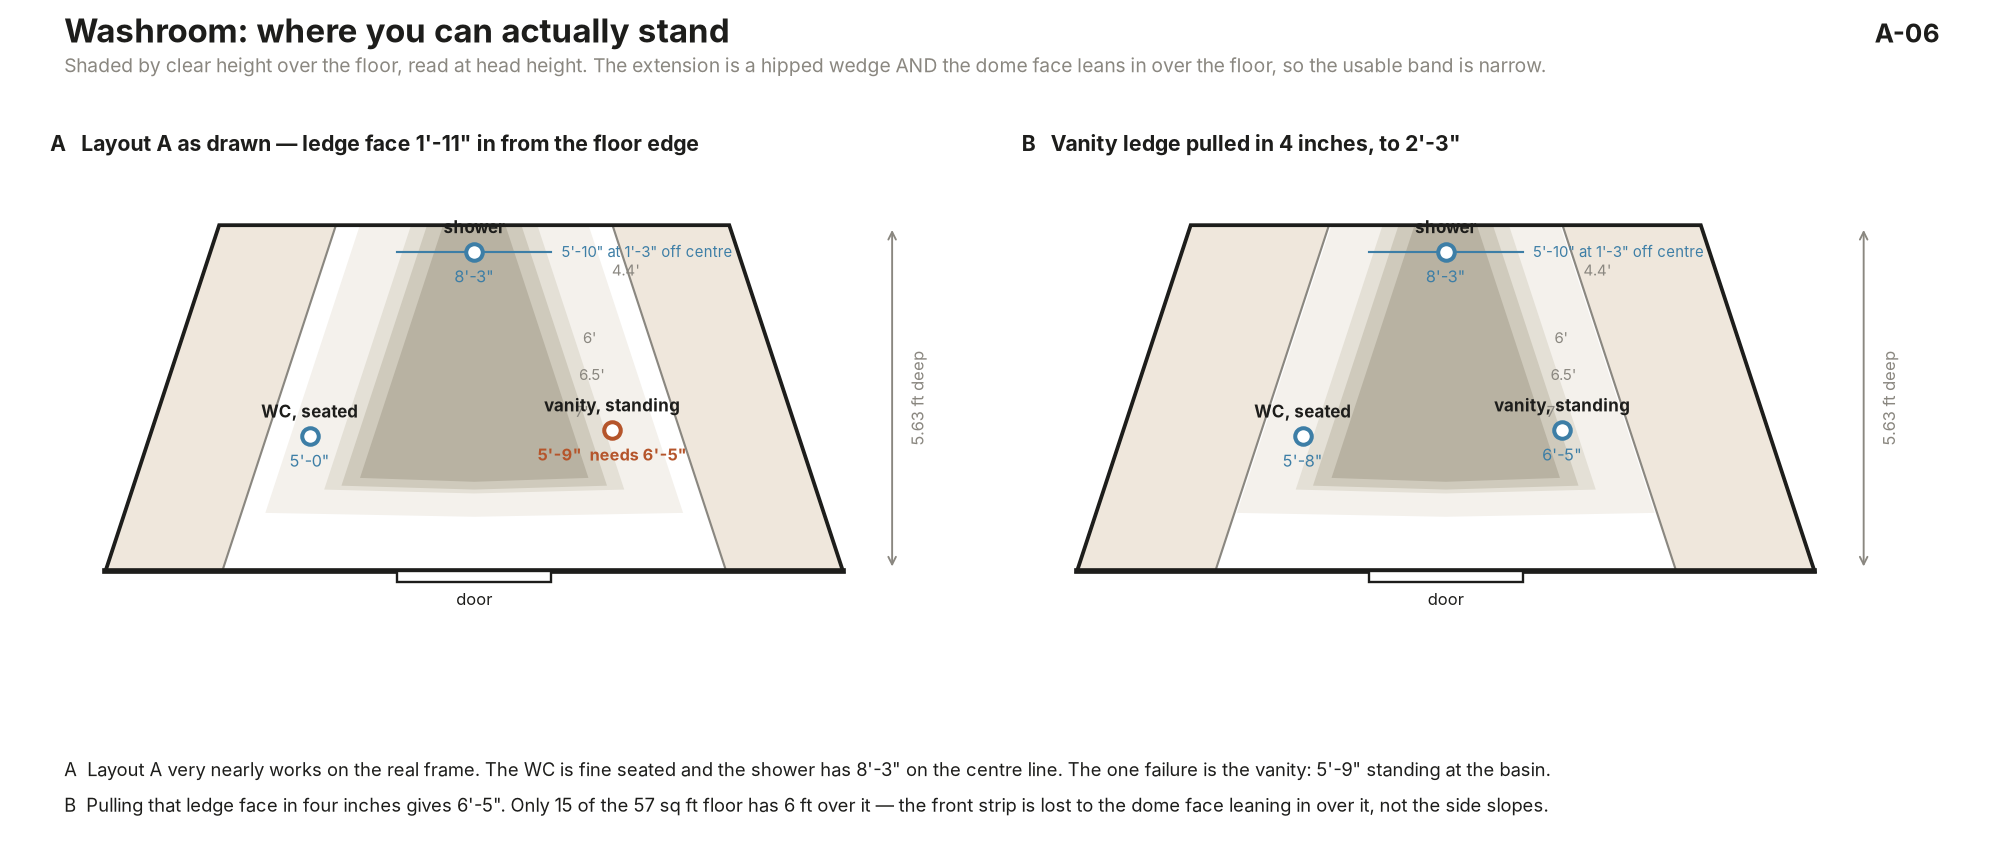 Washroom: where you can actually stand
A-06
Shaded by clear height over the floor, read at head height. The extension is a hipped wedge AND the dome face leans in over the floor, so the usable band is narrow.
A Layout A as drawn — ledge face 1'-11" in from the floor edge
shower
5'-10" at 1'-3" off centre
8'-3"
4.4'
6'
6.5'
WC, seated
vanity, standing
5'-0"
5'-9" needs 6'-5"
5.63 ft deep
door
B Vanity ledge pulled in 4 inches, to 2'-3"
shower
5'-10" at 1'-3" off centre
8'-3"
4.4'
6'
6.5'
WC, seated
vanity, standing
5'-8"
6'-5"
5.63 ft deep
door
A Layout A very nearly works on the real frame. The WC is fine seated and the shower has 8'-3" on the centre line. The one failure is the vanity: 5'-9" standing at the basin.
B Pulling that ledge face in four inches gives 6'-5". Only 15 of the 57 sq ft floor has 6 ft over it — the front strip is lost to the dome face leaning in over it, not the side slopes.